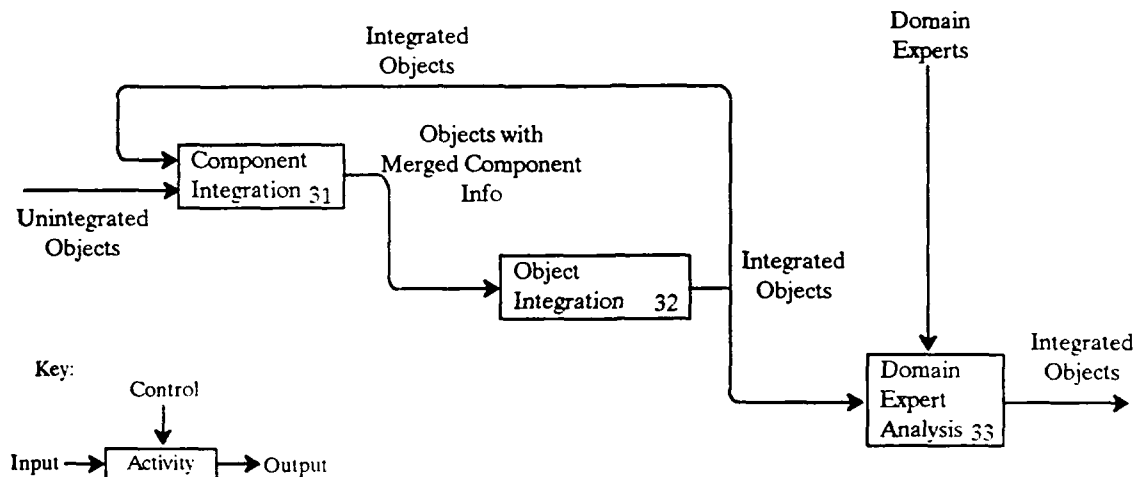 Integrated
Objects
Domain
Experts
Objects with
Merged Component
Info
Component
Integration 31
Unintegrated
Objects
Object
Integration 32
Integrated
Objects
Domain
Expert
Analysis 33
Integrated
Objects
Key:
Control
Input
Activity
Output